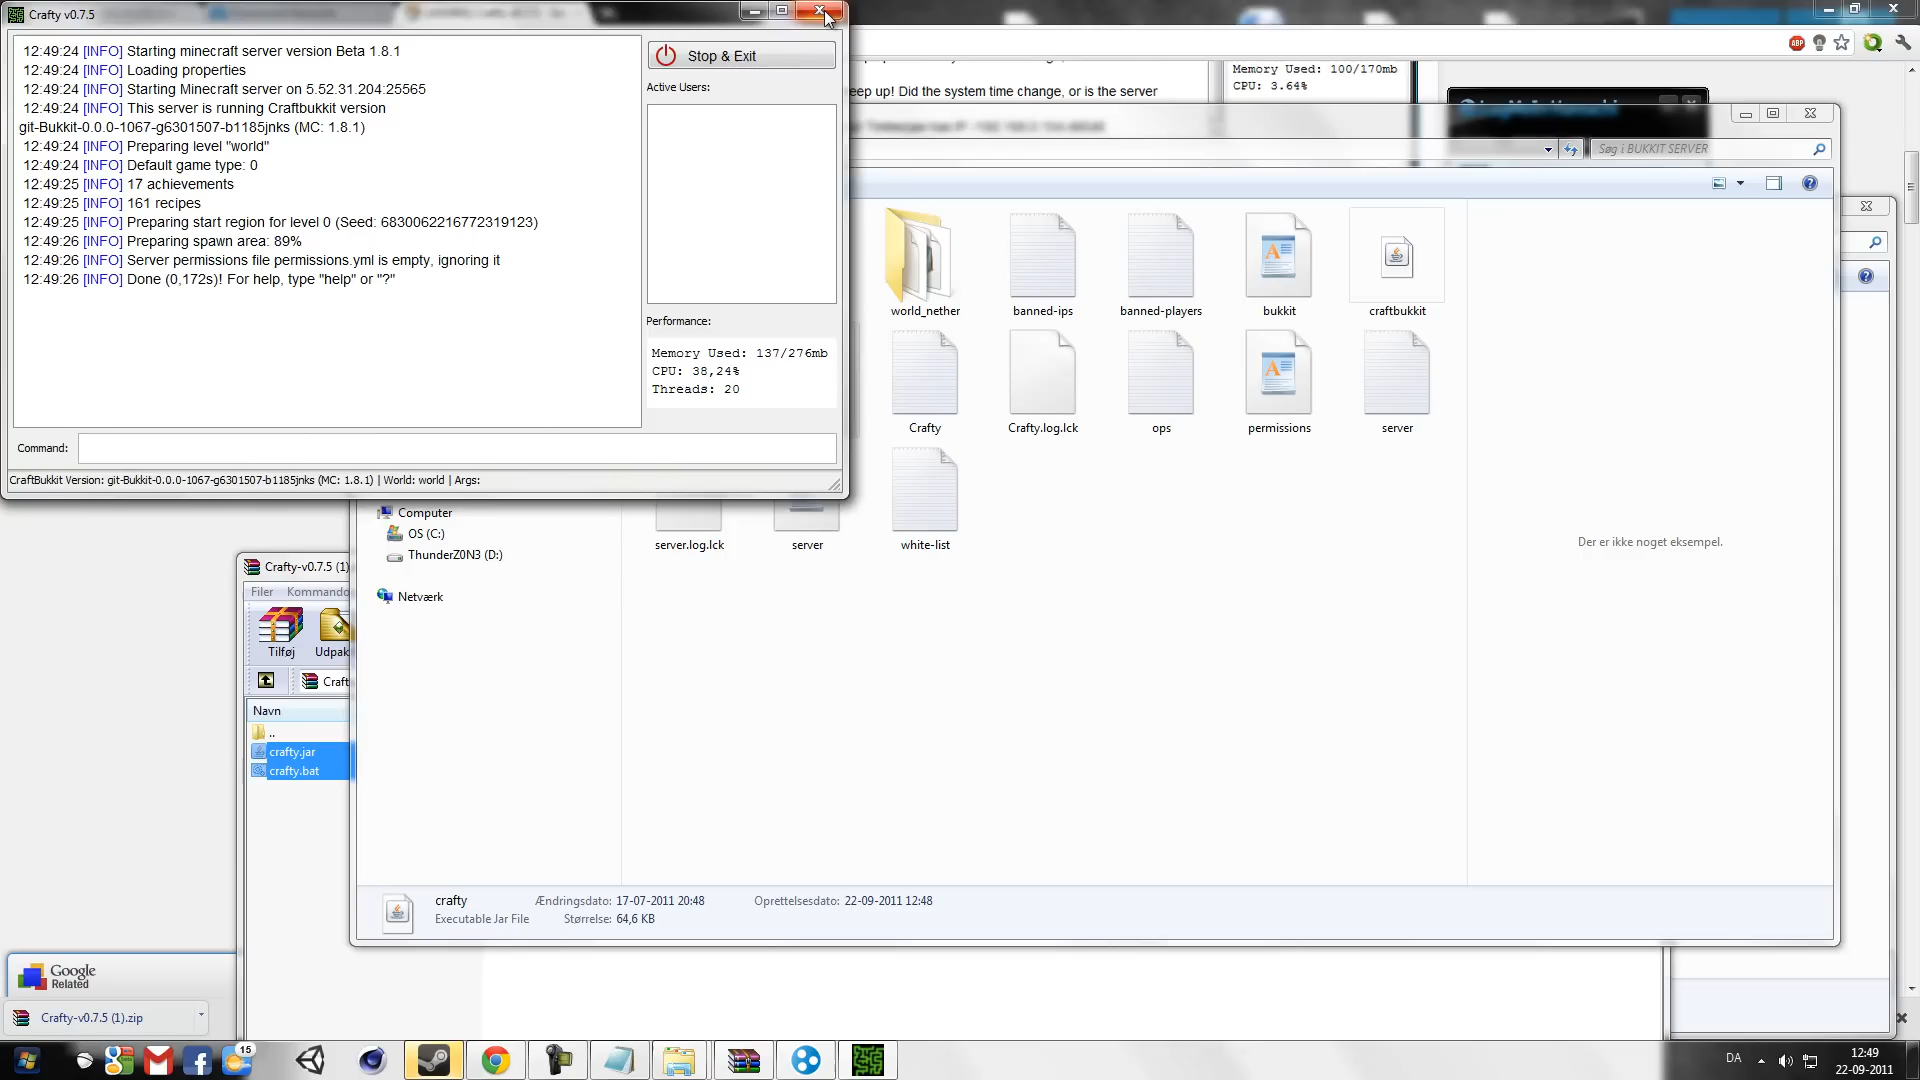 Crafty v0.7.5
12:49:24 [INFO] Starting minecraft server version Beta 1.8.1
12:49:24 [INFO] Loading properties
12:49:24 [INFO] Starting Minecraft server on 5.52.31.204:25565
12:49:24 [INFO] This server is running Craftbukkit version
git-Bukkit-0.0.0-1067-g6301507-b1185jnks (MC: 1.8.1)
12:49:24 [INFO] Preparing level "world"
12:49:24 [INFO] Default game type: 0
12:49:25 [INFO] 17 achievements
12:49:25 [INFO] 161 recipes
12:49:25 [INFO] Preparing start region for level 0 (Seed: 6830062216772319123)
12:49:26 [INFO] Preparing spawn area: 89%
12:49:26 [INFO] Server permissions file permissions.yml is empty, ignoring it
12:49:26 [INFO] Done (0,172s)! For help, type "help" or "?"
Stop & Exit
Active Users:
Performance:
Memory Used: 137/276mb
CPU: 38,24%
Threads: 20
Command:
CraftBukkit Version: git-Bukkit-0.0.0-1067-g6301507-b1185jnks (MC: 1.8.1) | World: world | Args:
ABP
Memory Used: 100/170mb
CPU: 3.64%
eep up! Did the system time change, or is the server
Søg i BUKKIT SERVER
world_nether
banned-ips
banned-players
bukkit
craftbukkit
Crafty
Crafty.log.lck
ops
permissions
server
server.log.lck
server
white-list
Der er ikke noget eksempel.
Computer
OS (C:)
ThunderZ0N3 (D:)
Netværk
crafty
Ændringsdato: 17-07-2011 20:48
Oprettelsesdato: 22-09-2011 12:48
Executable Jar File
Størrelse: 64,6 KB
Crafty-v0.7.5 (1)
Filer
Kommando
Tilføj
Udpak
Craft
Navn
..
crafty.jar
crafty.bat
Google
Related
Crafty-v0.7.5 (1).zip
15
DA
12:49
22-09-2011